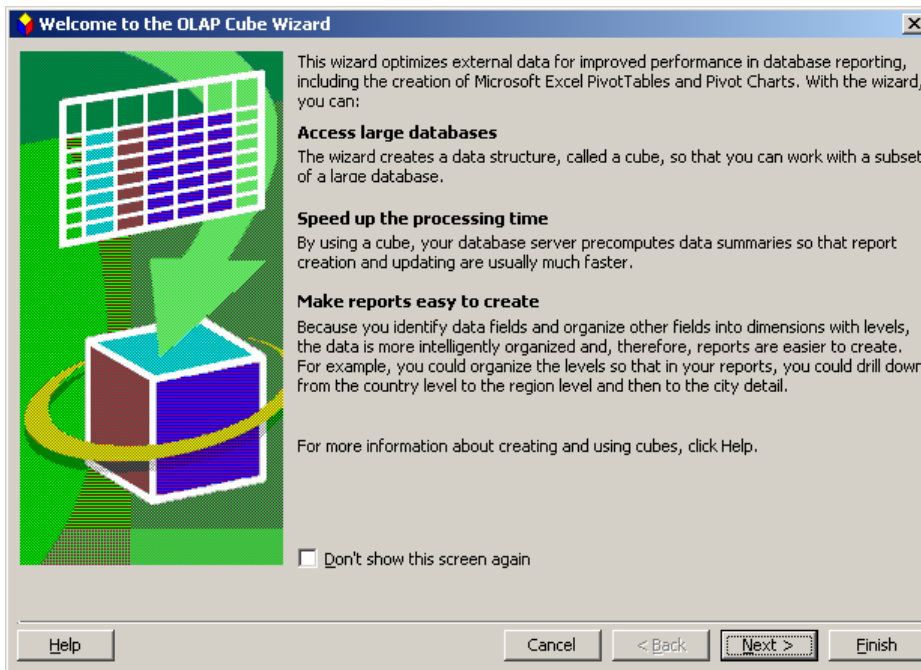 Welcome to the OLAP Cube Wizard
This wizard optimizes external data for improved performance in database reporting,
including the creation of Microsoft Excel PivotTables and Pivot Charts. With the wizard,
you can:
Access large databases
The wizard creates a data structure, called a cube, so that you can work with a subset
of a large database.
Speed up the processing time
By using a cube, your database server precomputes data summaries so that report
creation and updating are usually much faster.
Make reports easy to create
Because you identify data fields and organize other fields into dimensions with levels,
the data is more intelligently organized and, therefore, reports are easier to create.
For example, you could organize the levels so that in your reports, you could drill down
from the country level to the region level and then to the city detail.
For more information about creating and using cubes, click Help.
Don't show this screen again
Help Cancel < Back Next > Finish